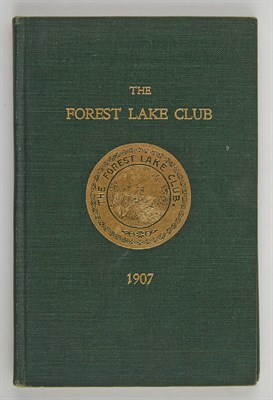 THE
FOREST LAKE CLUB
THE FOREST LAKE CLUB.
1907